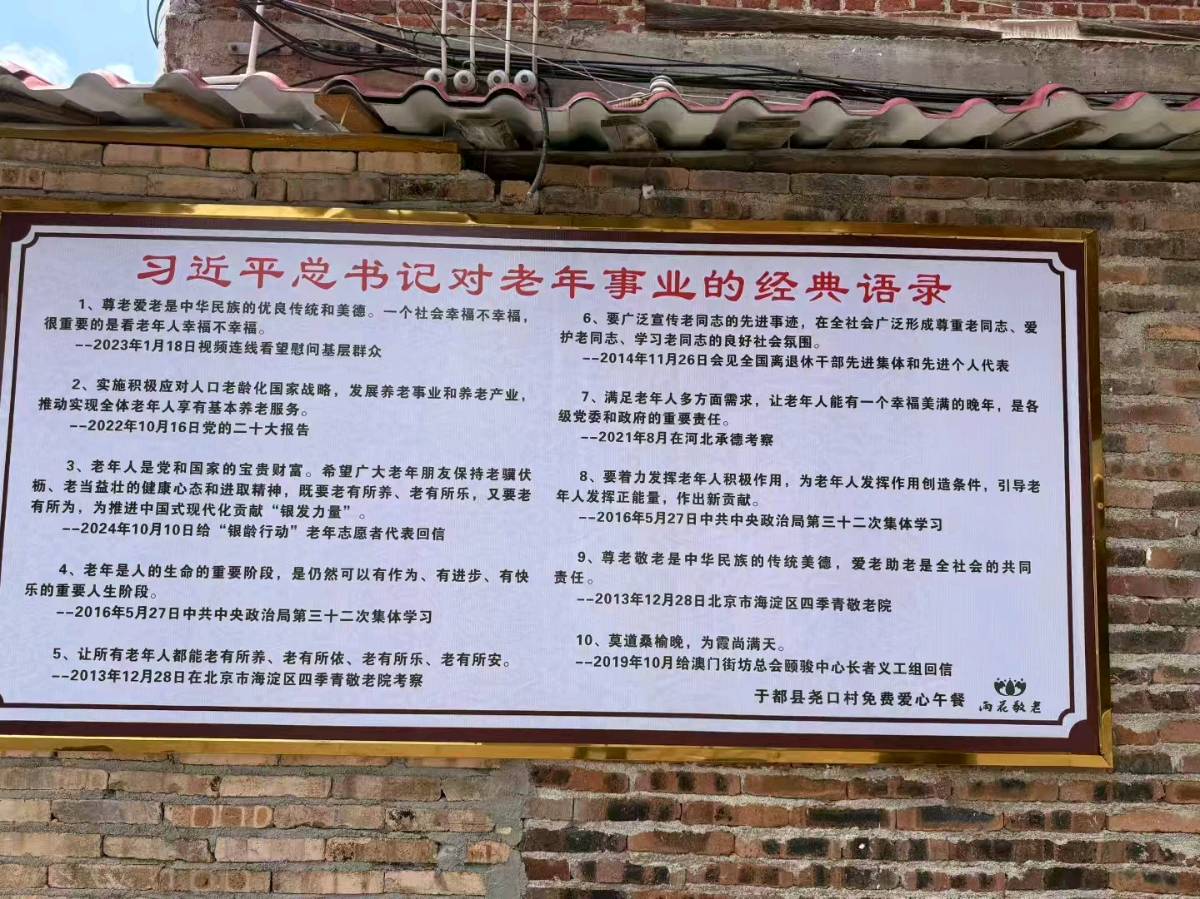 习近平总书记对老年事业的经典语录
1、尊老爱老是中华民族的优良传统和美德。一个社会幸福不幸福，
很重要的是看老年人幸福不幸福。
--2023年1月18日视频连线看望慰问基层群众
2、实施积极应对人口老龄化国家战略，发展养老事业和养老产业，
推动实现全体老年人享有基本养老服务。
--2022年10月16日党的二十大报告
3、老年人是党和国家的宝贵财富。希望广大老年朋友保持老骥伏
枥、老当益壮的健康心态和进取精神，既要老有所养、老有所乐，又要老
有所为，为推进中国式现代化贡献“银发力量”。
--2024年10月10日给“银龄行动”老年志愿者代表回信
4、老年是人的生命的重要阶段，是仍然可以有作为、有进步、有快
乐的重要人生阶段。
--2016年5月27日中共中央政治局第三十二次集体学习
5、让所有老年人都能老有所养、老有所依、老有所乐、老有所安。
--2013年12月28日在北京市海淀区四季青敬老院考察
6、要广泛宣传老同志的先进事迹，在全社会广泛形成尊重老同志、爱
护老同志、学习老同志的良好社会氛围。
--2014年11月26日会见全国离退休干部先进集体和先进个人代表
7、满足老年人多方面需求，让老年人能有一个幸福美满的晚年，是各
级党委和政府的重要责任。
--2021年8月在河北承德考察
8、要着力发挥老年人积极作用，为老年人发挥作用创造条件，引导老
年人发挥正能量，作出新贡献。
--2016年5月27日中共中央政治局第三十二次集体学习
9、尊老敬老是中华民族的传统美德，爱老助老是全社会的共同
责任。
--2013年12月28日北京市海淀区四季青敬老院
10、莫道桑榆晚，为霞尚满天。
--2019年10月给澳门街坊总会颐骏中心长者义工组回信
于都县尧口村免费爱心午餐
雨花敬老